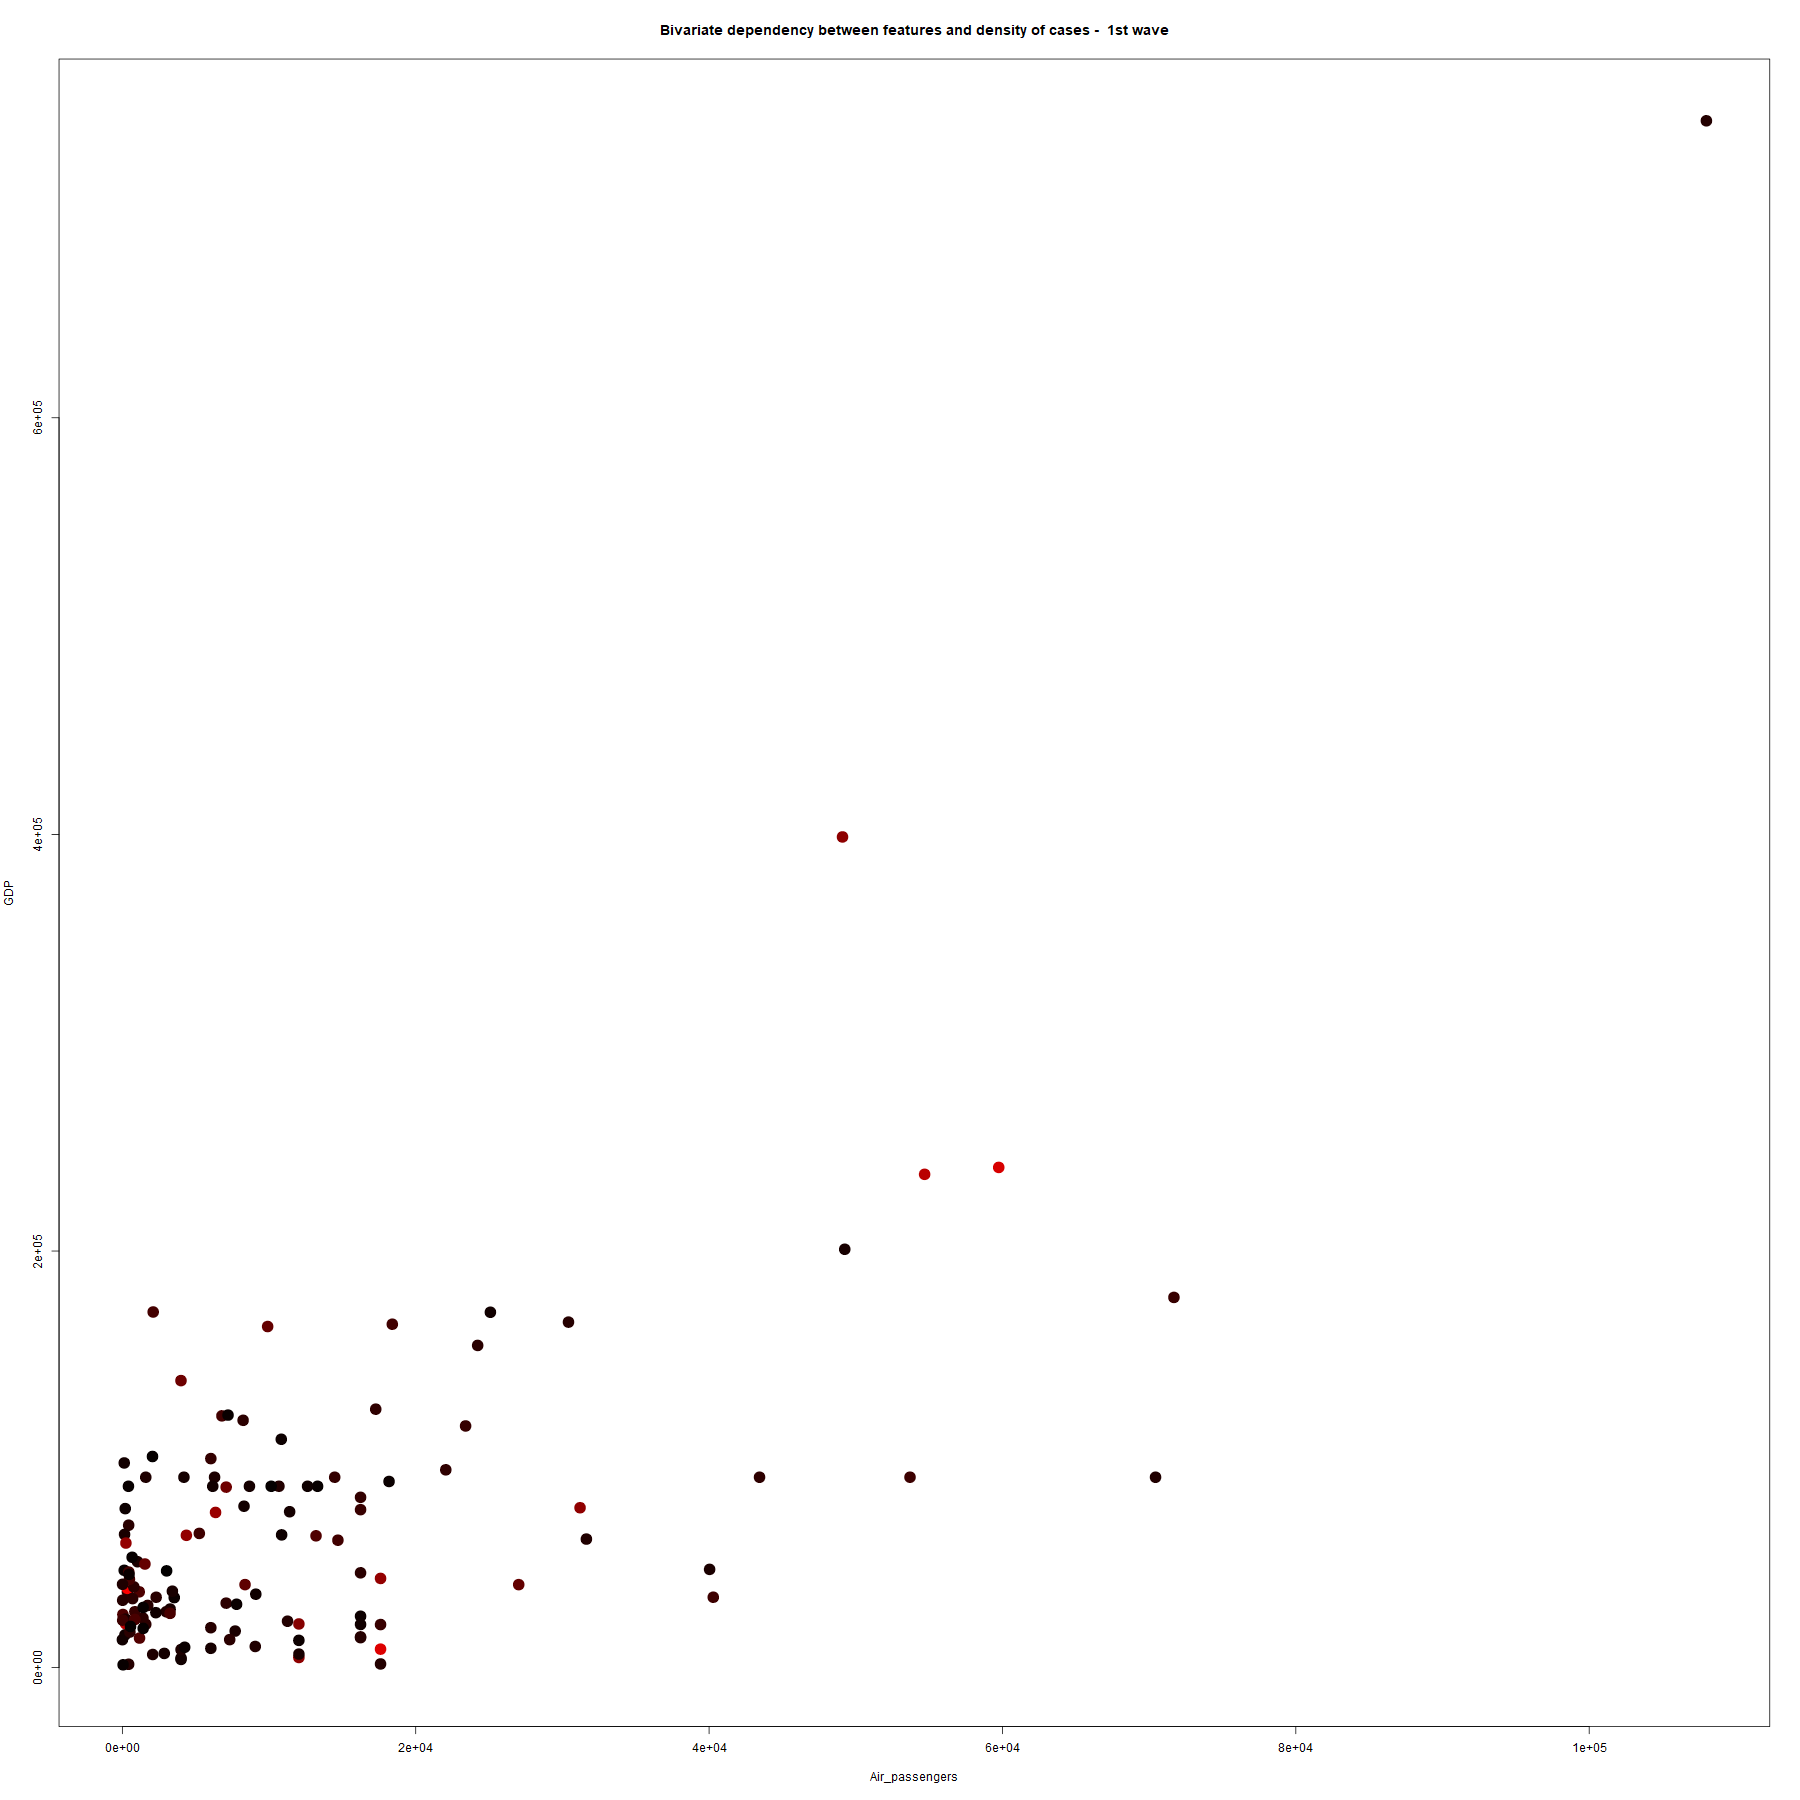 Bivariate dependency between features and density of cases -  1st wave
6e+05
4e+05
GDP
2e+05
0e+00
0e+00 2e+04 4e+04 6e+04 8e+04 1e+05
Air_passengers